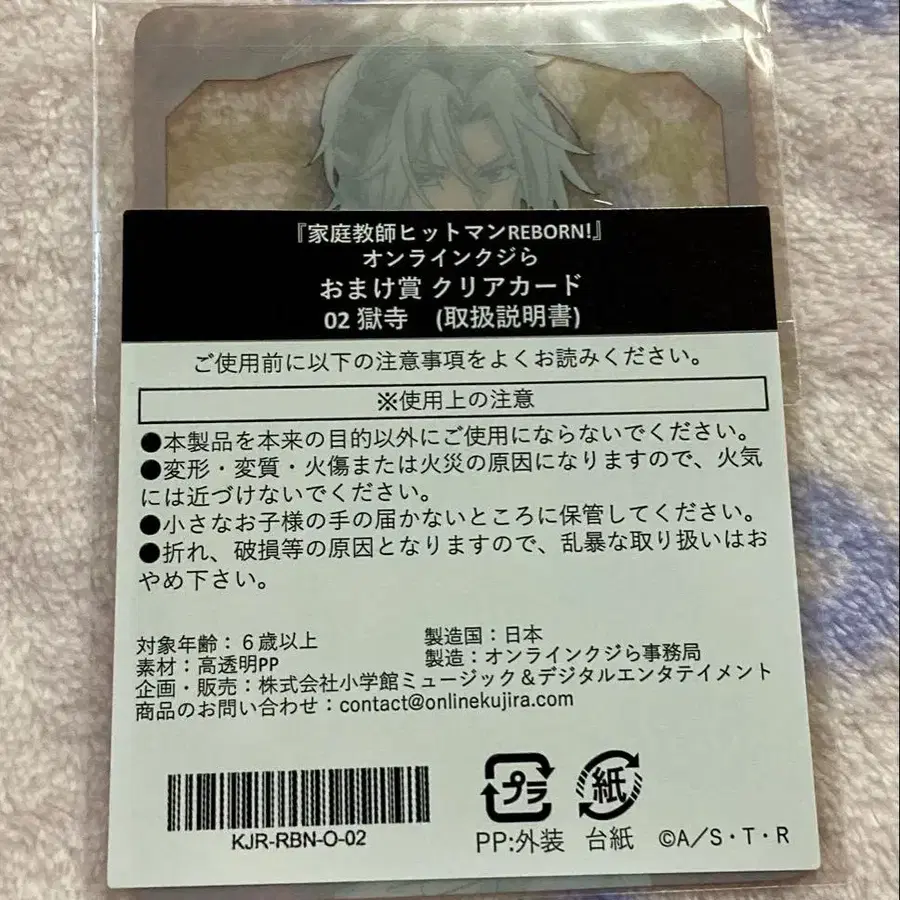 『家庭教師ヒットマンREBORN!』
オンラインクジら
おまけ賞 クリアカード
02 獄寺 (取扱説明書)
ご使用前に以下の注意事項をよくお読みください。
※使用上の注意
●本製品を本来の目的以外にご使用にならないでください。
●変形・変質・火傷または火災の原因になりますので、火気
には近づけないでください。
●小さなお子様の手の届かないところに保管してください。
●折れ、破損等の原因となりますので、乱暴な取り扱いはお
やめ下さい。
対象年齢：６歳以上
製造国：日本
素材：高透明PP
製造：オンラインクジら事務局
企画・販売：株式会社小学館ミュージック＆デジタルエンタテイメント
商品のお問い合わせ：contact@onlinekujira.com
KJR-RBN-O-02
プラ
PP:外装
紙
台紙
©A／S・T・R